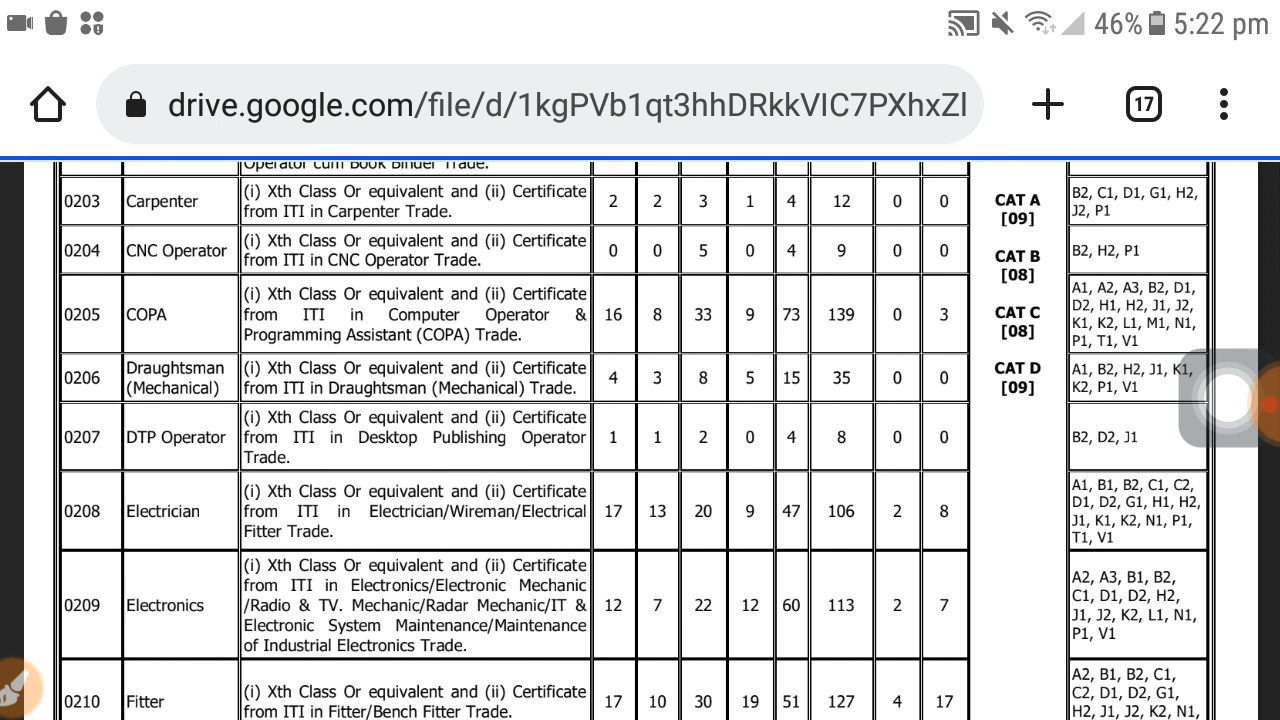 46% 5:22 pm
drive.google.com/file/d/1kgPVb1qt3hhDRkkVIC7PXhxZl
17
Operator cum Book Binder Trade.
0203 Carpenter (i) Xth Class Or equivalent and (ii) Certificate from ITI in Carpenter Trade. 2 2 3 1 4 12 0 0 B2, C1, D1, G1, H2, J2, P1
CAT A
[09]
0204 CNC Operator (i) Xth Class Or equivalent and (ii) Certificate from ITI in CNC Operator Trade. 0 0 5 0 4 9 0 0 B2, H2, P1
CAT B
[08]
0205 COPA (i) Xth Class Or equivalent and (ii) Certificate from ITI in Computer Operator & Programming Assistant (COPA) Trade. 16 8 33 9 73 139 0 3 A1, A2, A3, B2, D1, D2, H1, H2, J1, J2, K1, K2, L1, M1, N1, P1, T1, V1
CAT C
[08]
0206 Draughtsman (Mechanical) (i) Xth Class Or equivalent and (ii) Certificate from ITI in Draughtsman (Mechanical) Trade. 4 3 8 5 15 35 0 0 A1, B2, H2, J1, K1, K2, P1, V1
CAT D
[09]
0207 DTP Operator (i) Xth Class Or equivalent and (ii) Certificate from ITI in Desktop Publishing Operator Trade. 1 1 2 0 4 8 0 0 B2, D2, J1
0208 Electrician (i) Xth Class Or equivalent and (ii) Certificate from ITI in Electrician/Wireman/Electrical Fitter Trade. 17 13 20 9 47 106 2 8 A1, B1, B2, C1, C2, D1, D2, G1, H1, H2, J1, K1, K2, N1, P1, T1, V1
0209 Electronics (i) Xth Class Or equivalent and (ii) Certificate from ITI in Electronics/Electronic Mechanic /Radio & TV. Mechanic/Radar Mechanic/IT & Electronic System Maintenance/Maintenance of Industrial Electronics Trade. 12 7 22 12 60 113 2 7 A2, A3, B1, B2, C1, D1, D2, H2, J1, J2, K2, L1, N1, P1, V1
0210 Fitter (i) Xth Class Or equivalent and (ii) Certificate from ITI in Fitter/Bench Fitter Trade. 17 10 30 19 51 127 4 17 A2, B1, B2, C1, C2, D1, D2, G1, H2, J1, J2, K2, N1,